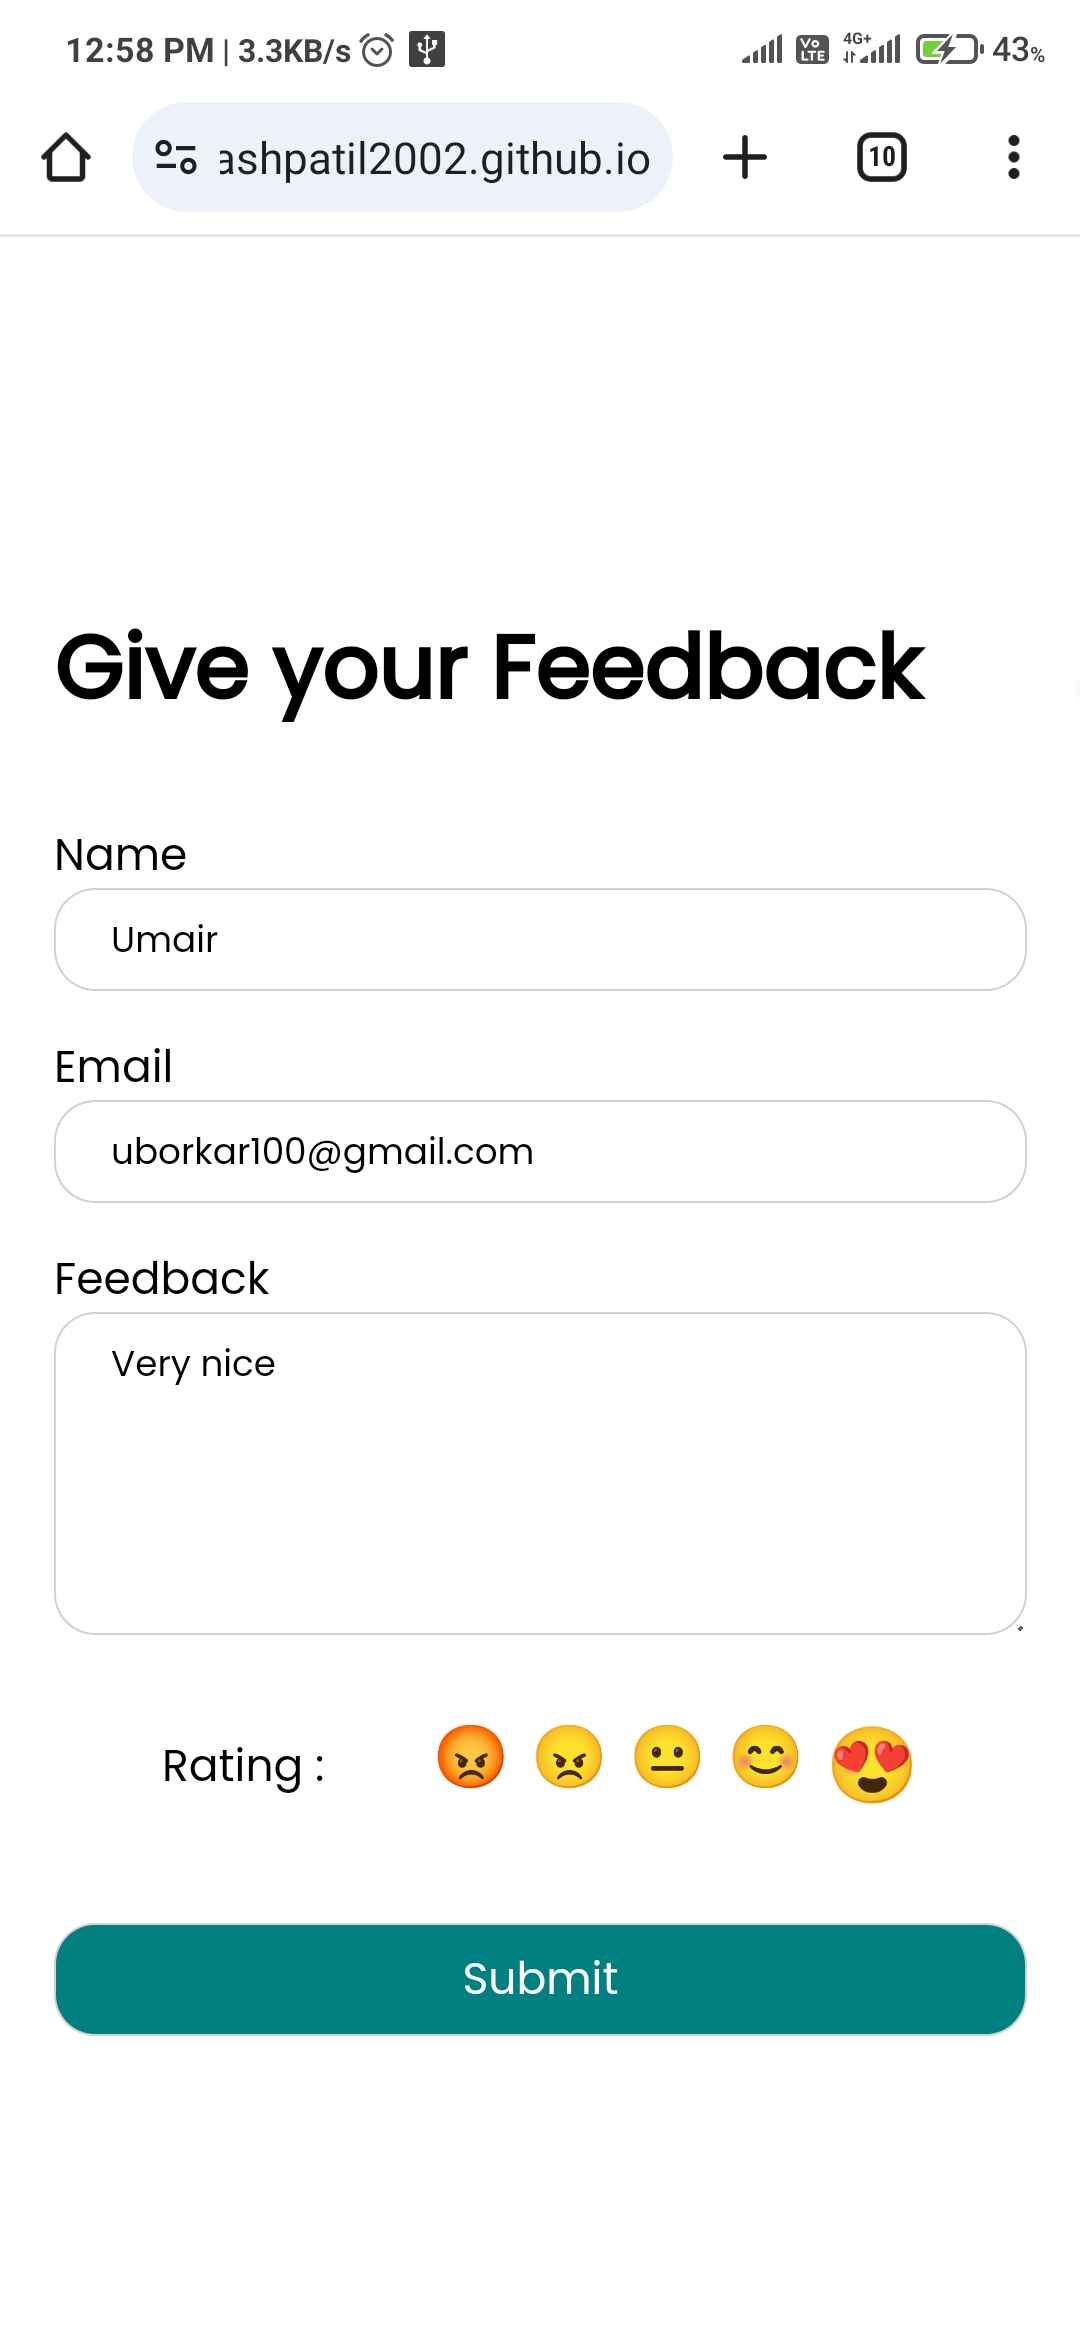 12:58 PM | 3.3KB/s
Vo LTE 4G+ 43%
ashpatil2002.github.io
10
Give your Feedback
Name
Umair
Email
uborkar100@gmail.com
Feedback
Very nice
Rating :
Submit